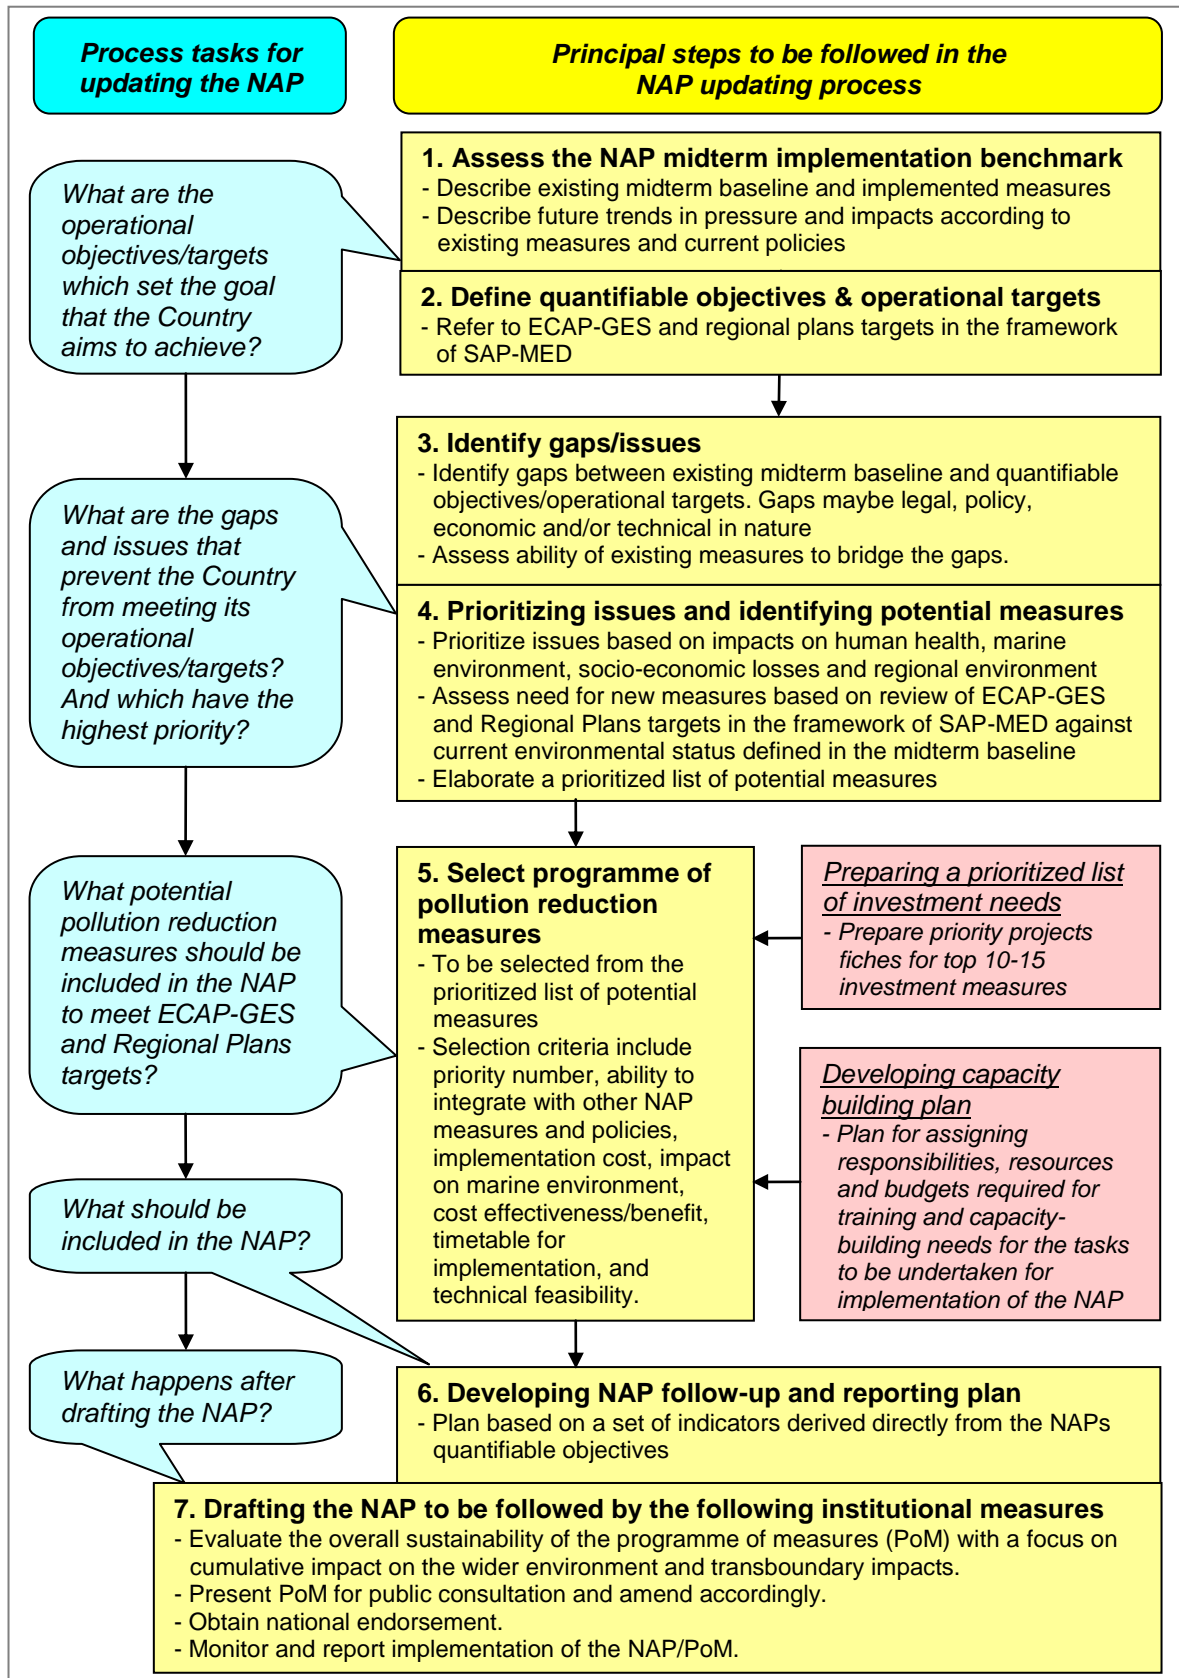 Process tasks for
updating the NAP
Principal steps to be followed in the
NAP updating process
What are the
operational
objectives/targets
which set the goal
that the Country
aims to achieve?
1. Assess the NAP midterm implementation benchmark
- Describe existing midterm baseline and implemented measures
- Describe future trends in pressure and impacts according to
existing measures and current policies
2. Define quantifiable objectives & operational targets
- Refer to ECAP-GES and regional plans targets in the framework
of SAP-MED
What are the gaps
and issues that
prevent the Country
from meeting its
operational
objectives/targets?
And which have the
highest priority?
3. Identify gaps/issues
- Identify gaps between existing midterm baseline and quantifiable
objectives/operational targets. Gaps maybe legal, policy,
economic and/or technical in nature
- Assess ability of existing measures to bridge the gaps.
4. Prioritizing issues and identifying potential measures
- Prioritize issues based on impacts on human health, marine
environment, socio-economic losses and regional environment
- Assess need for new measures based on review of ECAP-GES
and Regional Plans targets in the framework of SAP-MED against
current environmental status defined in the midterm baseline
- Elaborate a prioritized list of potential measures
What potential
pollution reduction
measures should be
included in the NAP
to meet ECAP-GES
and Regional Plans
targets?
5. Select programme of
pollution reduction
measures
- To be selected from the
prioritized list of potential
measures
- Selection criteria include
priority number, ability to
integrate with other NAP
measures and policies,
implementation cost, impact
on marine environment,
cost effectiveness/benefit,
timetable for
implementation, and
technical feasibility.
Preparing a prioritized list
of investment needs
- Prepare priority projects
fiches for top 10-15
investment measures
Developing capacity
building plan
- Plan for assigning
responsibilities, resources
and budgets required for
training and capacity-
building needs for the tasks
to be undertaken for
implementation of the NAP
What should be
included in the NAP?
What happens after
drafting the NAP?
6. Developing NAP follow-up and reporting plan
- Plan based on a set of indicators derived directly from the NAPs
quantifiable objectives
7. Drafting the NAP to be followed by the following institutional measures
- Evaluate the overall sustainability of the programme of measures (PoM) with a focus on
cumulative impact on the wider environment and transboundary impacts.
- Present PoM for public consultation and amend accordingly.
- Obtain national endorsement.
- Monitor and report implementation of the NAP/PoM.